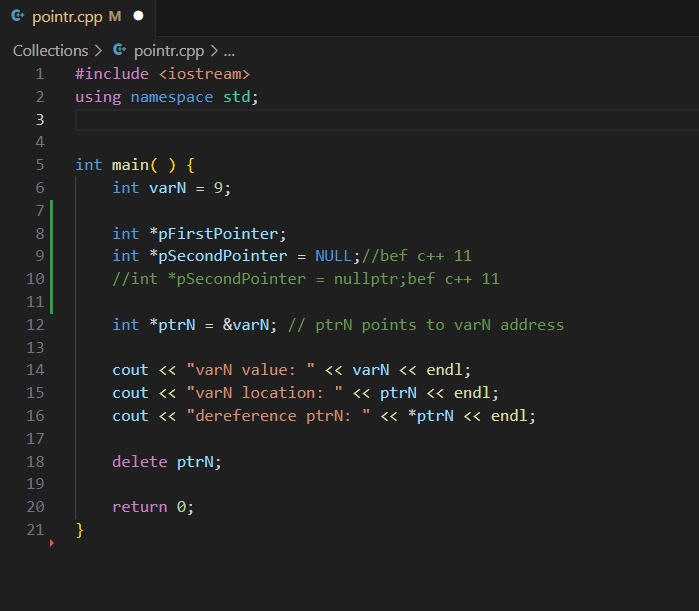 pointr.cpp M
Collections > pointr.cpp > ...
1 #include <iostream>
2 using namespace std;
3
4
5 int main( ) {
6 int varN = 9;
7
8 int *pFirstPointer;
9 int *pSecondPointer = NULL;//bef c++ 11
10 //int *pSecondPointer = nullptr;bef c++ 11
11
12 int *ptrN = &varN; // ptrN points to varN address
13
14 cout << "varN value: " << varN << endl;
15 cout << "varN location: " << ptrN << endl;
16 cout << "dereference ptrN: " << *ptrN << endl;
17
18 delete ptrN;
19
20 return 0;
21 }